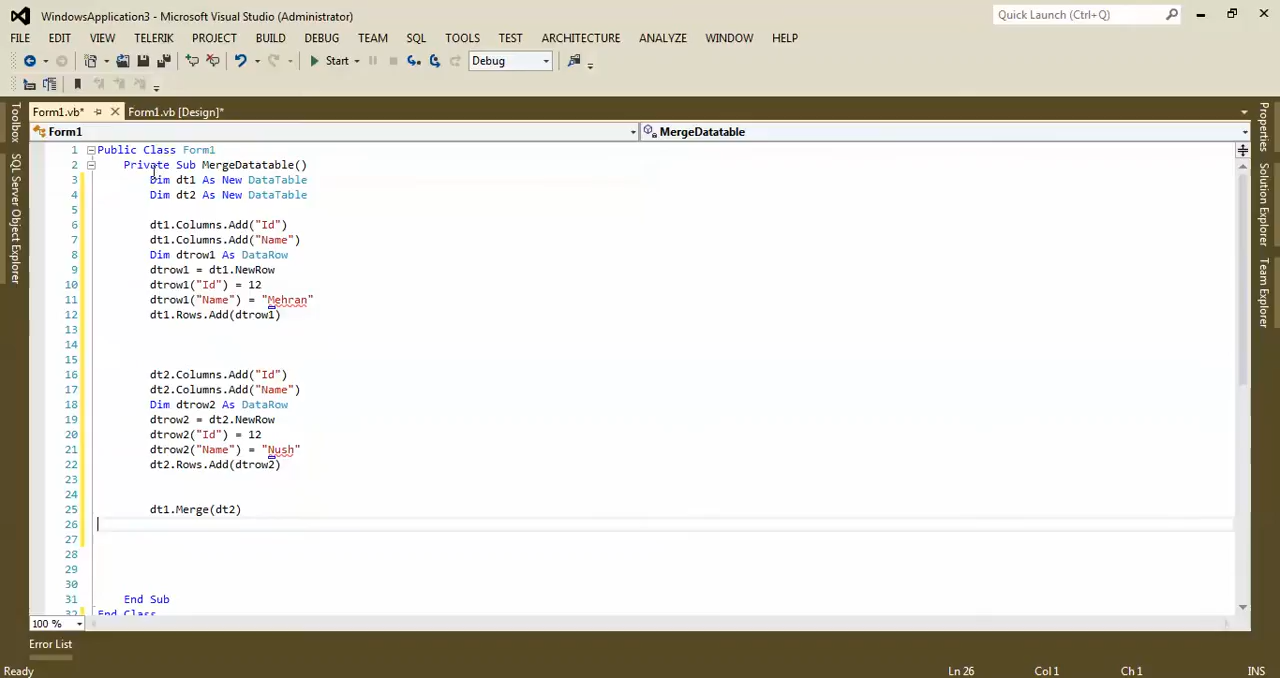 WindowsApplication3 - Microsoft Visual Studio (Administrator)
Quick Launch (Ctrl+Q)
FILE EDIT VIEW TELERIK PROJECT BUILD DEBUG TEAM SQL TOOLS TEST ARCHITECTURE ANALYZE WINDOW HELP
Start Debug
Form1.vb* Form1.vb [Design]*
Form1 MergeDatatable
Toolbox
SQL Server Object Explorer
1 Public Class Form1
2 Private Sub MergeDatatable()
3 Dim dt1 As New DataTable
4 Dim dt2 As New DataTable
5
6 dt1.Columns.Add("Id")
7 dt1.Columns.Add("Name")
8 Dim dtrow1 As DataRow
9 dtrow1 = dt1.NewRow
10 dtrow1("Id") = 12
11 dtrow1("Name") = "Mehran"
12 dt1.Rows.Add(dtrow1)
13
14
15
16 dt2.Columns.Add("Id")
17 dt2.Columns.Add("Name")
18 Dim dtrow2 As DataRow
19 dtrow2 = dt2.NewRow
20 dtrow2("Id") = 12
21 dtrow2("Name") = "Nush"
22 dt2.Rows.Add(dtrow2)
23
24
25 dt1.Merge(dt2)
26
27
28
29
30
31 End Sub
32 End Class
Properties
Solution Explorer
Team Explorer
100 %
Error List
Ready Ln 26 Col 1 Ch 1 INS